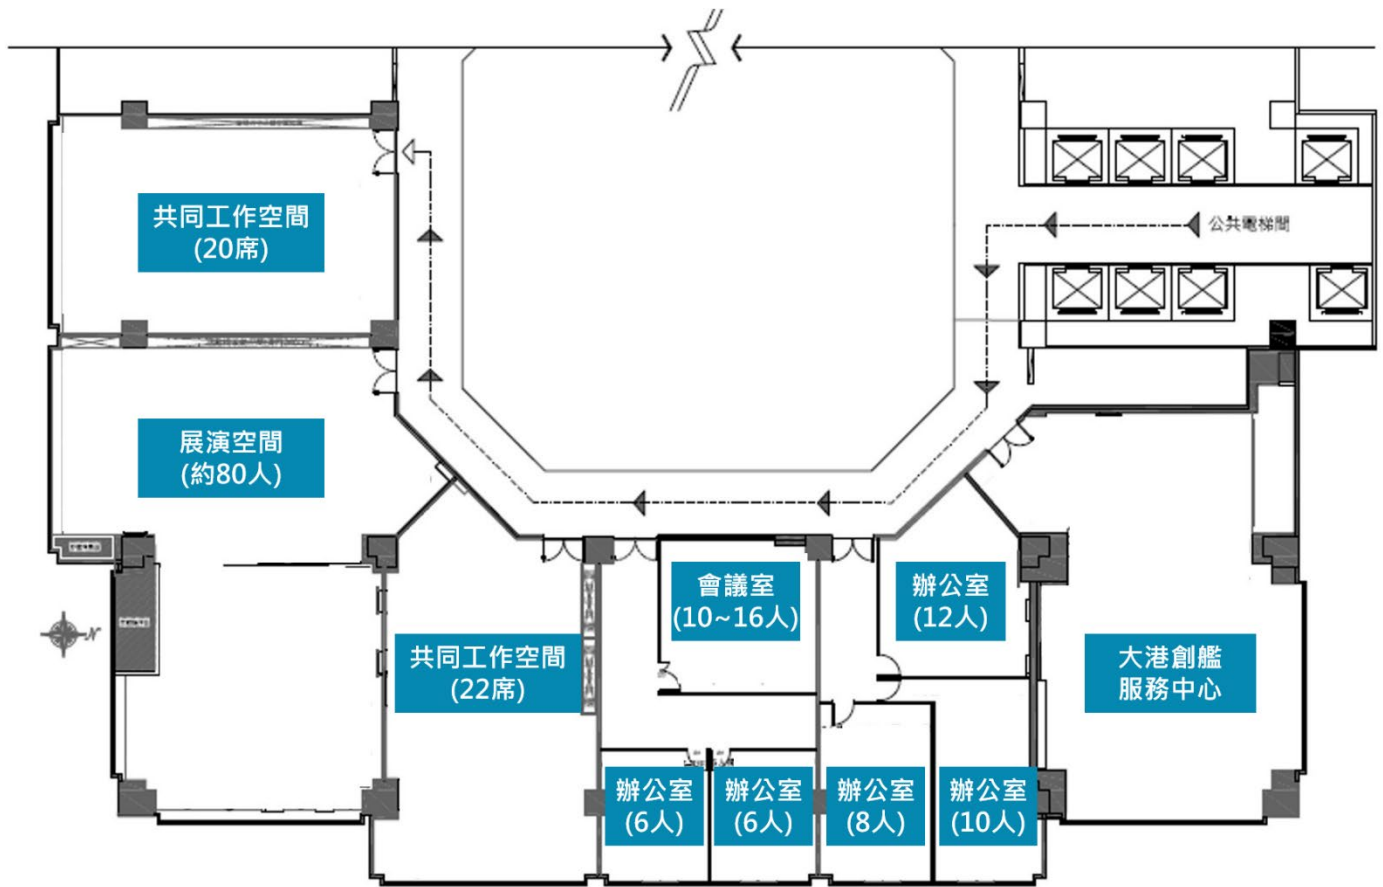 公共電梯間
共同工作空間
(20席)
展演空間
(約80人)
N
共同工作空間
(22席)
會議室
(10~16人)
辦公室
(12人)
大港創艦
服務中心
辦公室
(6人)
辦公室
(6人)
辦公室
(8人)
辦公室
(10人)